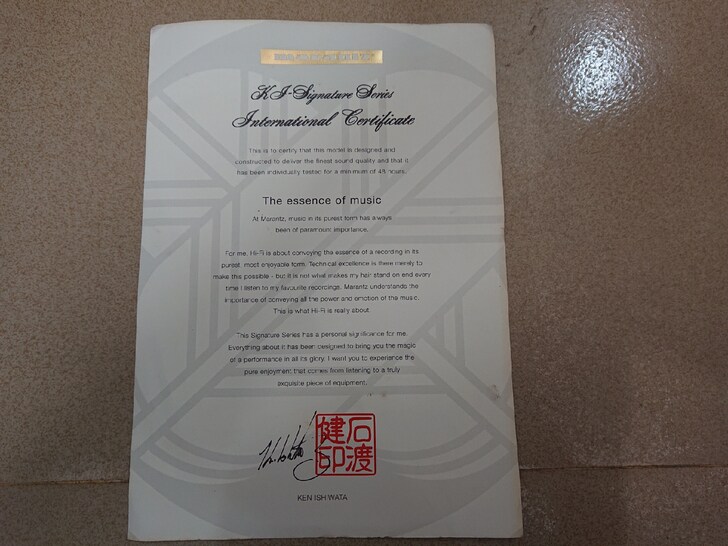 KI-Signature Series
International Certificate
This is to certify that this model is designed and
constructed to deliver the finest sound quality and that it
has been individually tested for a minimum of 48 hours.
The essence of music
At Marantz, music in its purest form has always
been of paramount importance.
For me, Hi-Fi is about conveying the essence of a recording in its
purest, most enjoyable form. Technical excellence is there merely to
make this possible - but it is not what makes my hair stand on end every
time I listen to my favourite recordings. Marantz understands the
importance of conveying all the power and emotion of the music.
This is what Hi-Fi is really about.
This Signature Series has a personal significance for me.
Everything about it has been designed to bring you the magic
of a performance in all its glory. I want you to experience the
pure enjoyment that comes from listening to a truly
exquisite piece of equipment.
石渡
健印
KEN ISHIWATA